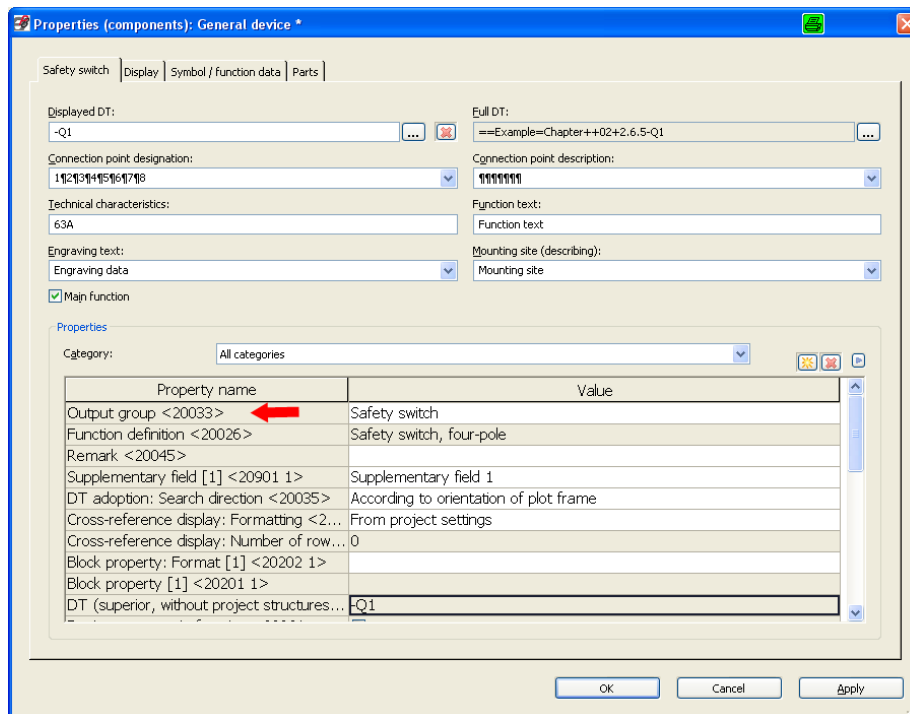 Properties (components): General device *
Safety switch Display Symbol / function data Parts
Displayed DT: Full DT:
-Q1 ... ==Example=Chapter++02+2.6.5-Q1 ...
Connection point designation: Connection point description:
1¶2¶3¶4¶5¶6¶7¶8 ¶¶¶¶¶¶¶
Technical characteristics: Function text:
63A Function text
Engraving text: Mounting site (describing):
Engraving data Mounting site
Main function
Properties
Category: All categories
Property name Value
Output group <20033> Safety switch
Function definition <20026> Safety switch, four-pole
Remark <20045>
Supplementary field [1] <20901 1> Supplementary field 1
DT adoption: Search direction <20035> According to orientation of plot frame
Cross-reference display: Formatting <2... From project settings
Cross-reference display: Number of row... 0
Block property: Format [1] <20202 1>
Block property [1] <20201 1>
DT (superior, without project structures... -Q1
OK Cancel Apply